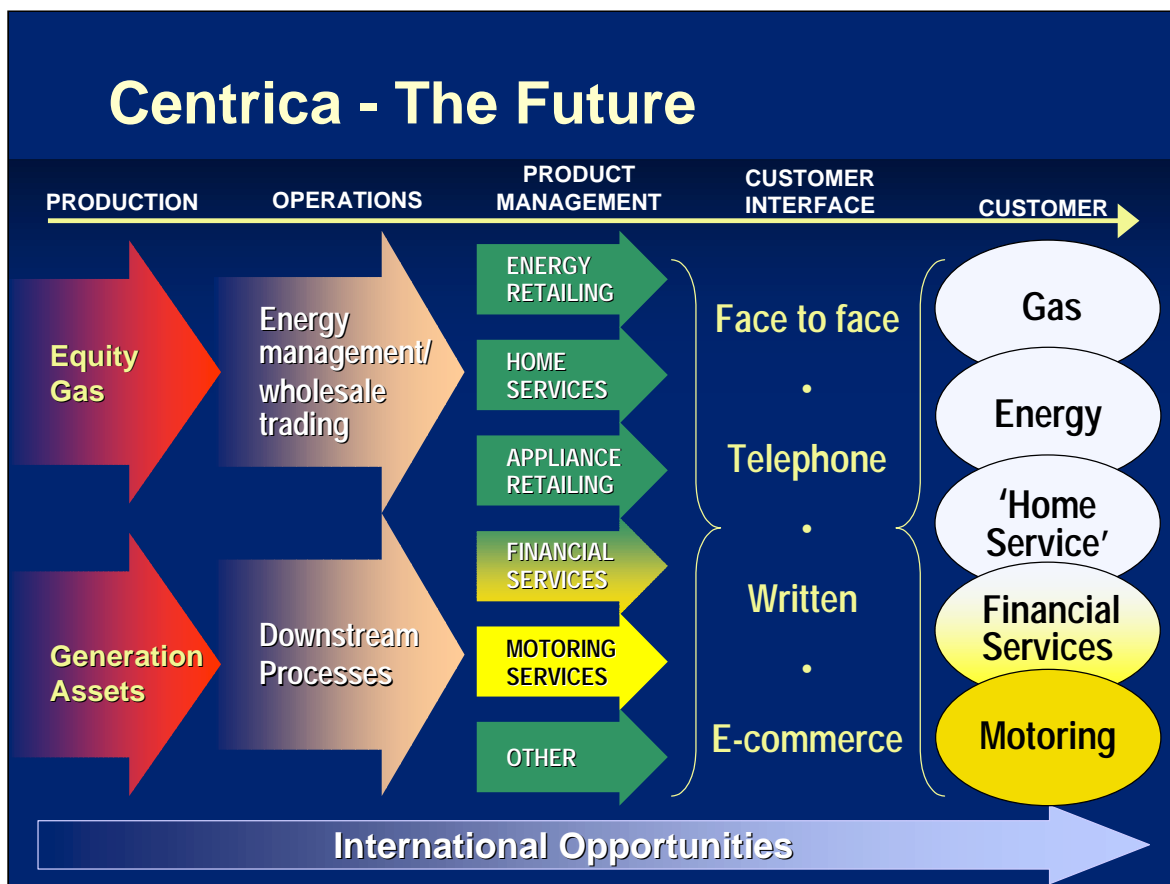 Centrica - The Future
PRODUCTION
OPERATIONS
PRODUCT
MANAGEMENT
CUSTOMER
INTERFACE
CUSTOMER
Equity
Gas
Generation
Assets
Energy
management/
wholesale
trading
Downstream
Processes
ENERGY
RETAILING
HOME
SERVICES
APPLIANCE
RETAILING
FINANCIAL
SERVICES
MOTORING
SERVICES
OTHER
Face to face
•
Telephone
•
Written
•
E-commerce
Gas
Energy
‘Home
Service’
Financial
Services
Motoring
International Opportunities